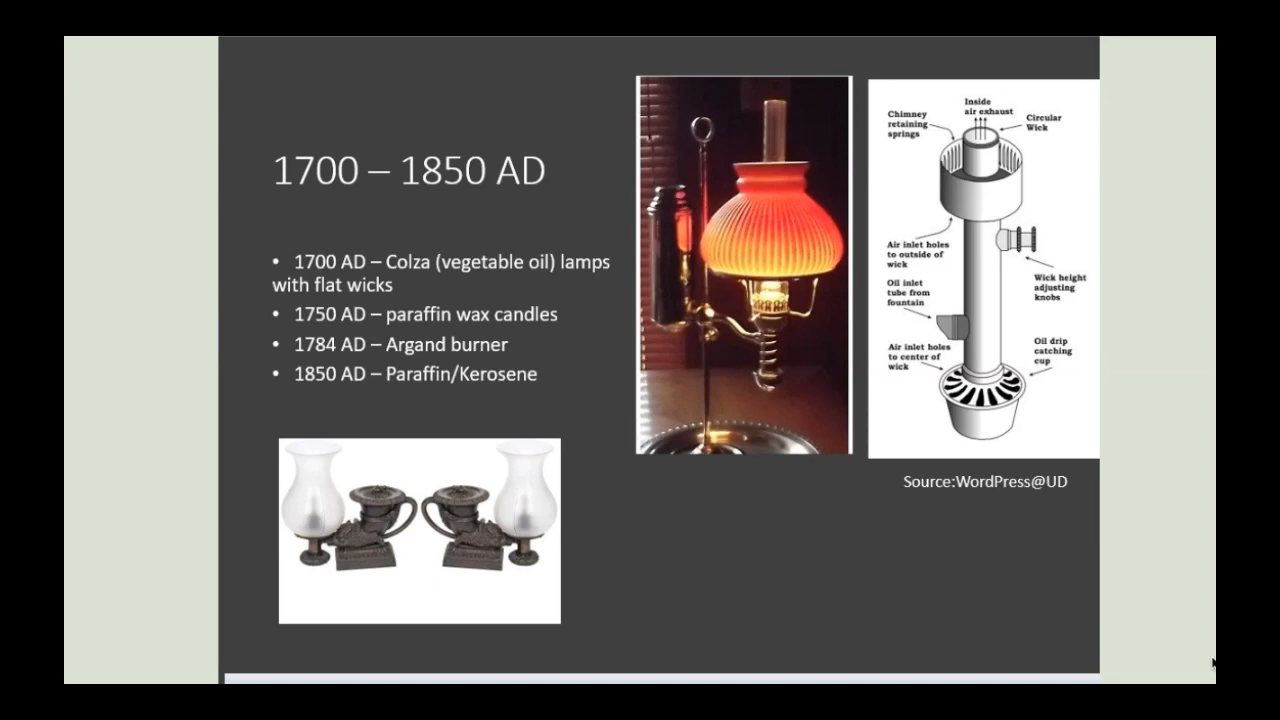 1700 – 1850 AD
• 1700 AD – Colza (vegetable oil) lamps
with flat wicks
• 1750 AD – paraffin wax candles
• 1784 AD – Argand burner
• 1850 AD – Paraffin/Kerosene
Chimney
retaining
springs
Inside
air exhaust
Circular
Wick
Air inlet holes
to outside of
wick
Wick height
adjusting
knobs
Oil inlet
tube from
fountain
Air inlet holes
to center of
wick
Oil drip
catching
cup
Source:WordPress@UD